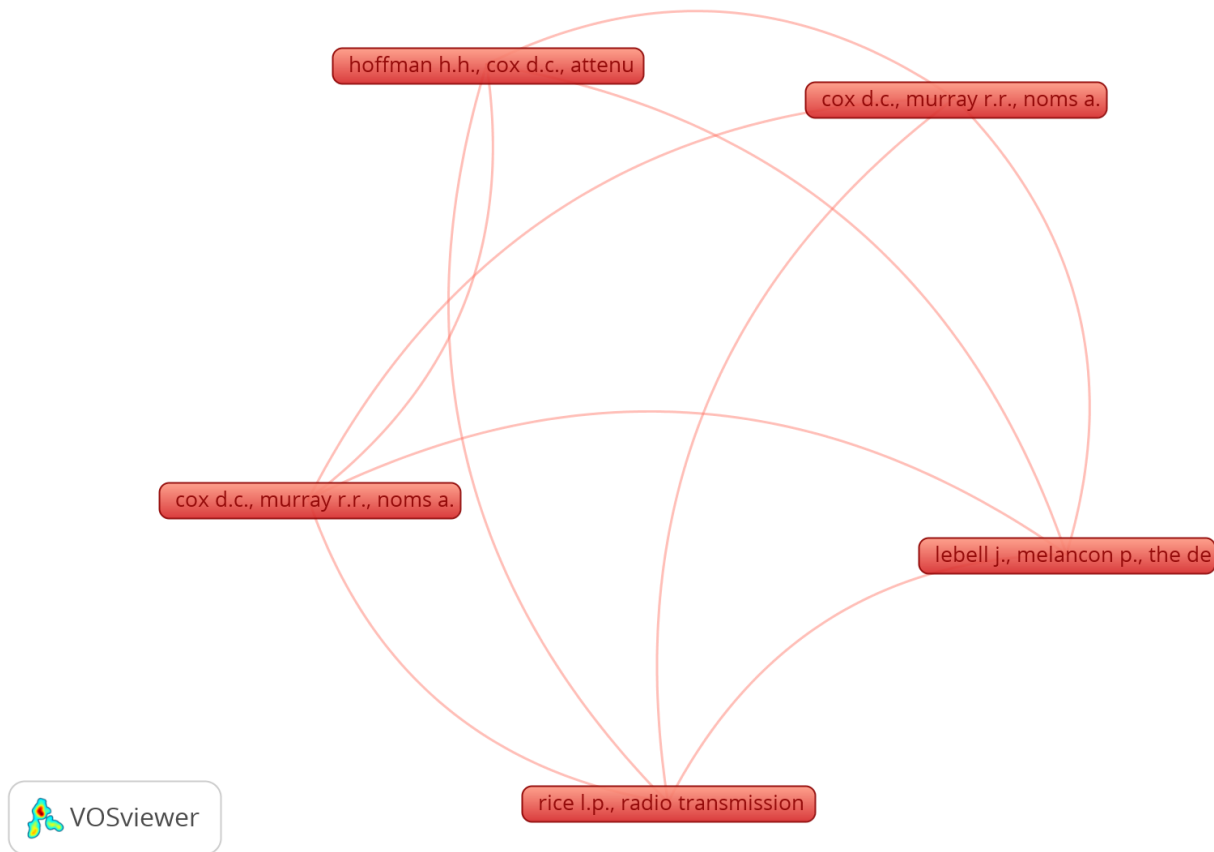 hoffman h.h., cox d.c., attenu
cox d.c., murray r.r., noms a.
cox d.c., murray r.r., noms a.
lebell j., melancon p., the de
rice l.p., radio transmission
VOSviewer